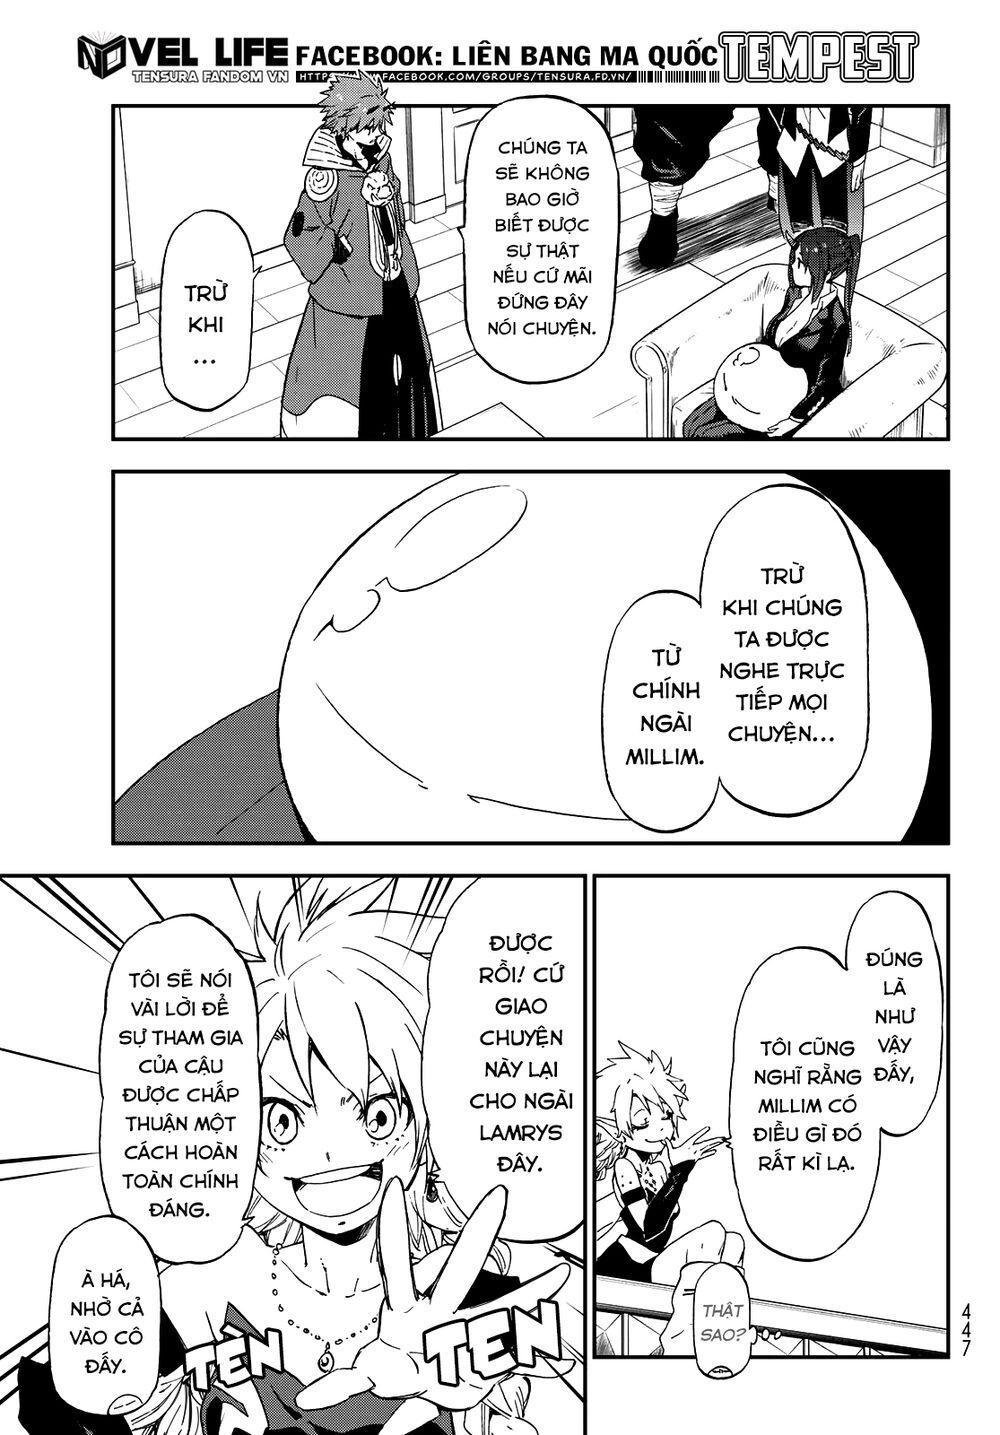 NOVEL LIFE
TENSURA FANDOM VN
FACEBOOK: LIÊN BANG MA QUỐC
HTTPS://WWW.FACEBOOK.COM/GROUPS/TENSURA.FD.VN/
TEMPEST
CHÚNG TA
SẼ KHÔNG
BAO GIỜ
BIẾT ĐƯỢC
SỰ THẬT
NẾU CỨ MÃI
ĐỨNG ĐÂY
NÓI CHUYỆN.
TRỪ
KHI
...
TRỪ
KHI CHÚNG
TA ĐƯỢC
NGHE TRỰC
TIẾP MỌI
CHUYỆN...
TỪ
CHÍNH
NGÀI
MILLIM.
ĐÚNG
LÀ
NHƯ
VẬY
ĐẤY,
TÔI CŨNG
NGHĨ RẰNG
MILLIM CÓ
ĐIỀU GÌ ĐÓ
RẤT KÌ LẠ.
THẬT
SAO?
ĐƯỢC
RỒI! CỨ
GIAO
CHUYỆN
NÀY LẠI
CHO NGÀI
LAMRYS
ĐÂY.
TÔI SẼ NÓI
VÀI LỜI ĐỂ
SỰ THAM GIA
CỦA CẬU
ĐƯỢC CHẤP
THUẬN MỘT
CÁCH HOÀN
TOÀN CHÍNH
ĐÁNG.
À HÁ,
NHỜ CẢ
VÀO CÔ
ĐẤY.
TEN
TEN
447